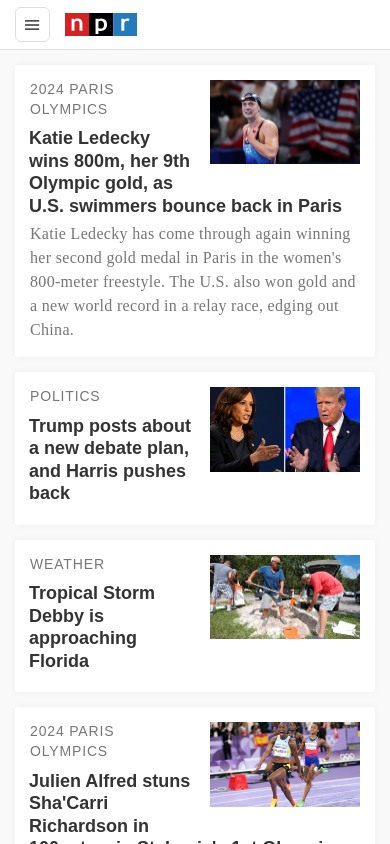 npr
2024 PARIS
OLYMPICS
Katie Ledecky
wins 800m, her 9th
Olympic gold, as
U.S. swimmers bounce back in Paris
Katie Ledecky has come through again winning
her second gold medal in Paris in the women's
800-meter freestyle. The U.S. also won gold and
a new world record in a relay race, edging out
China.
POLITICS
Trump posts about
a new debate plan,
and Harris pushes
back
WEATHER
Tropical Storm
Debby is
approaching
Florida
2024 PARIS
OLYMPICS
Julien Alfred stuns
Sha'Carri
Richardson in